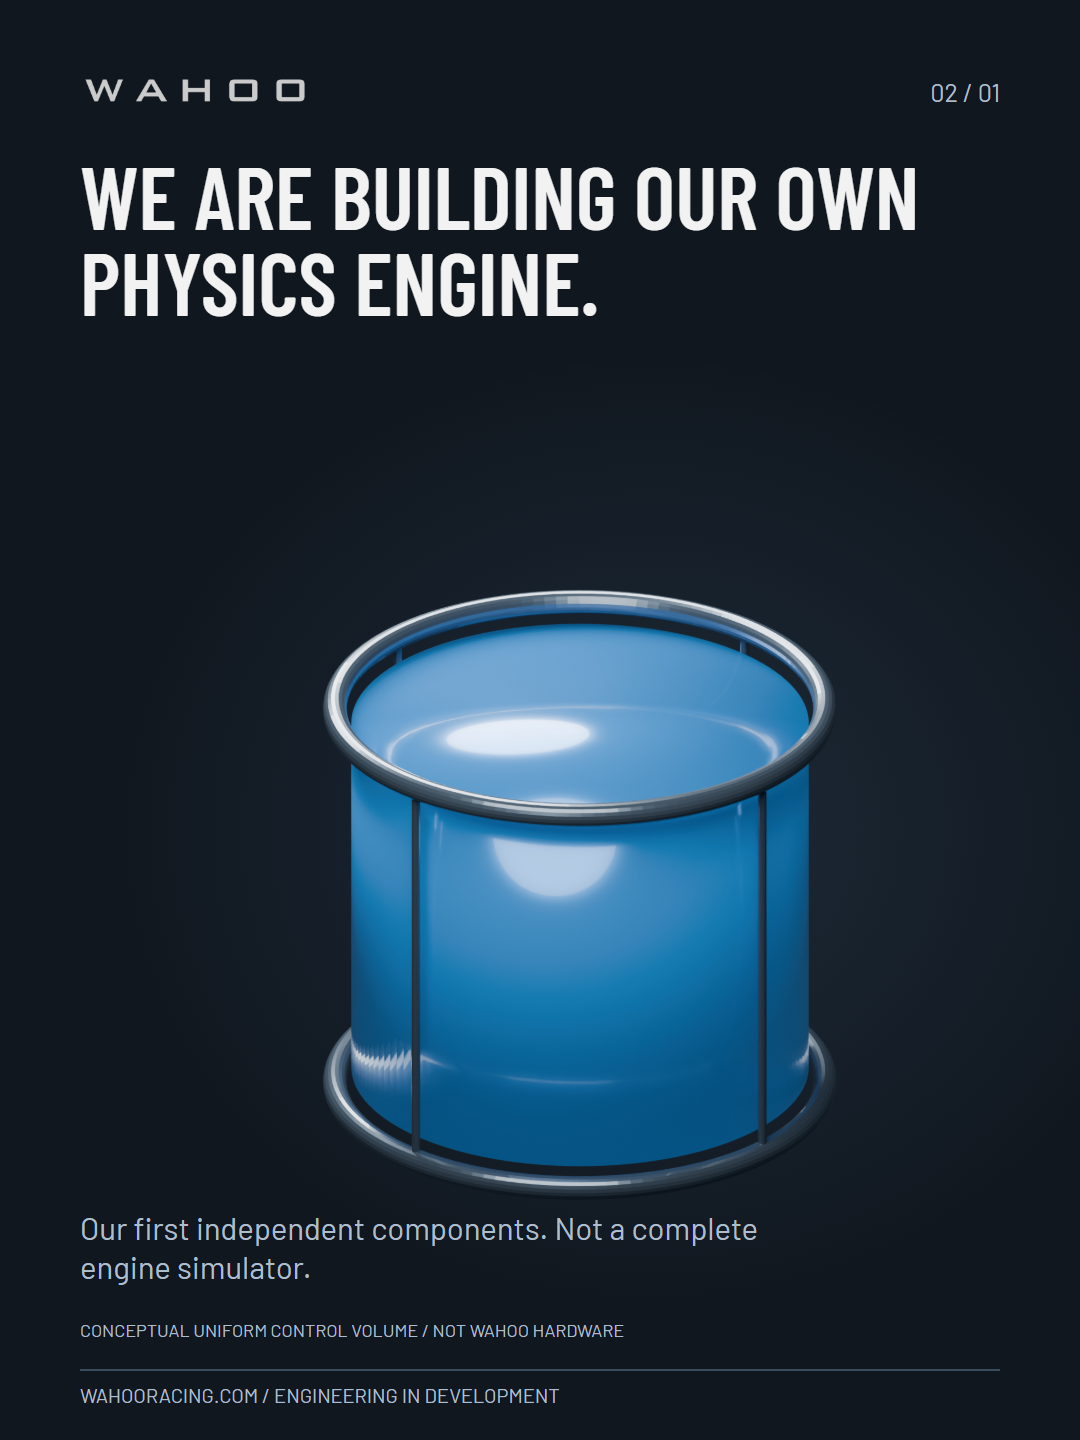 WAHOO
02 / 01
WE ARE BUILDING OUR OWN
PHYSICS ENGINE.
Our first independent components. Not a complete
engine simulator.
CONCEPTUAL UNIFORM CONTROL VOLUME / NOT WAHOO HARDWARE
WAHOORACING.COM / ENGINEERING IN DEVELOPMENT